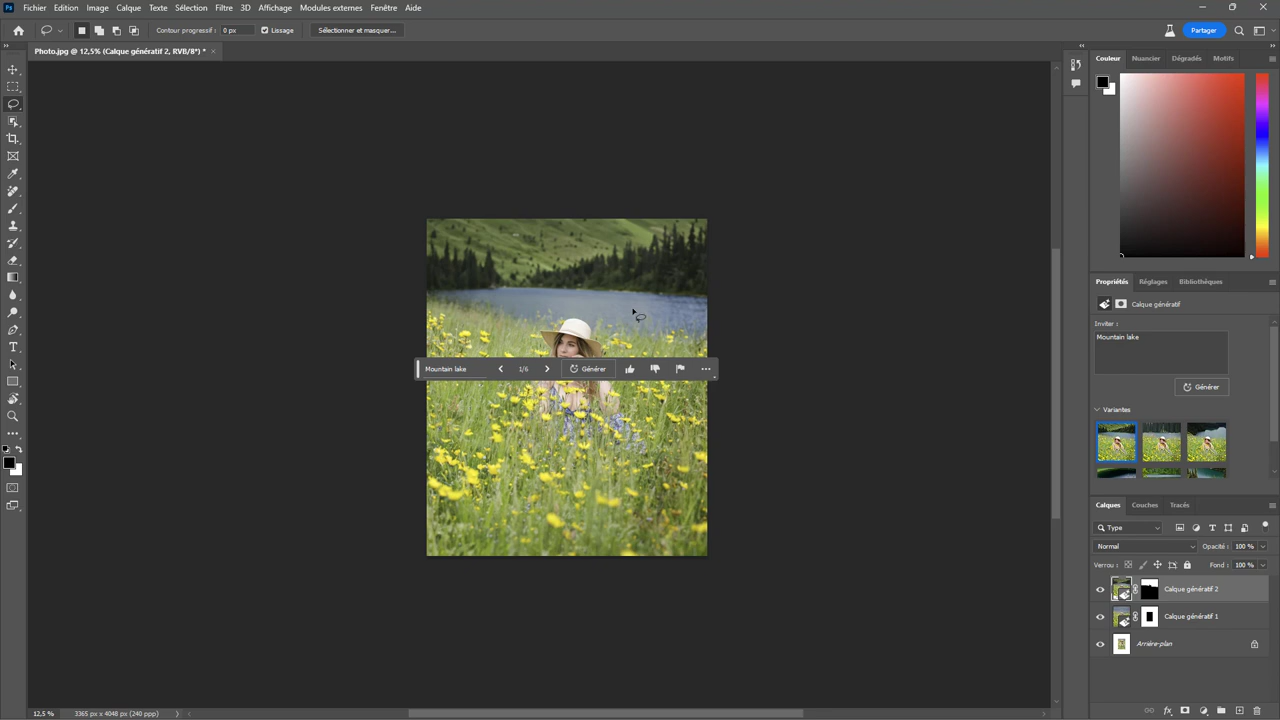 Ps Fichier Edition Image Calque Texte Sélection Filtre 3D Affichage Modules externes Fenêtre Aide
Contour progressif : 0 px Lissage Sélectionner et masquer... Partager
Photo.jpg @ 12,5% (Calque génératif 2, RVB/8*) * ×
Couleur Nuancier Dégradés Motifs
Propriétés Réglages Bibliothèques
Calque génératif
Inviter :
Mountain lake
Mountain lake 1/6 Générer
Générer
Variantes
Calques Couches Tracés
Type
Normal Opacité : 100 %
Verrou : Fond : 100 %
Calque génératif 2
Calque génératif 1
Arrière-plan
12,5 % 3365 px x 4048 px (240 ppp)